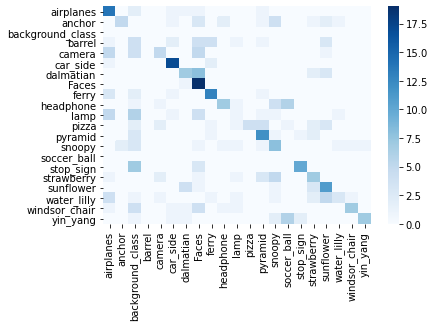 airplanes
anchor
background_class
barrel
camera
car_side
dalmatian
Faces
ferry
headphone
lamp
pizza
pyramid
snoopy
soccer_ball
stop_sign
strawberry
sunflower
water_lilly
windsor_chair
yin_yang
airplanes
anchor
background_class
barrel
camera
car_side
dalmatian
Faces
ferry
headphone
lamp
pizza
pyramid
snoopy
soccer_ball
stop_sign
strawberry
sunflower
water_lilly
windsor_chair
yin_yang
17.5
15.0
12.5
10.0
7.5
5.0
2.5
0.0